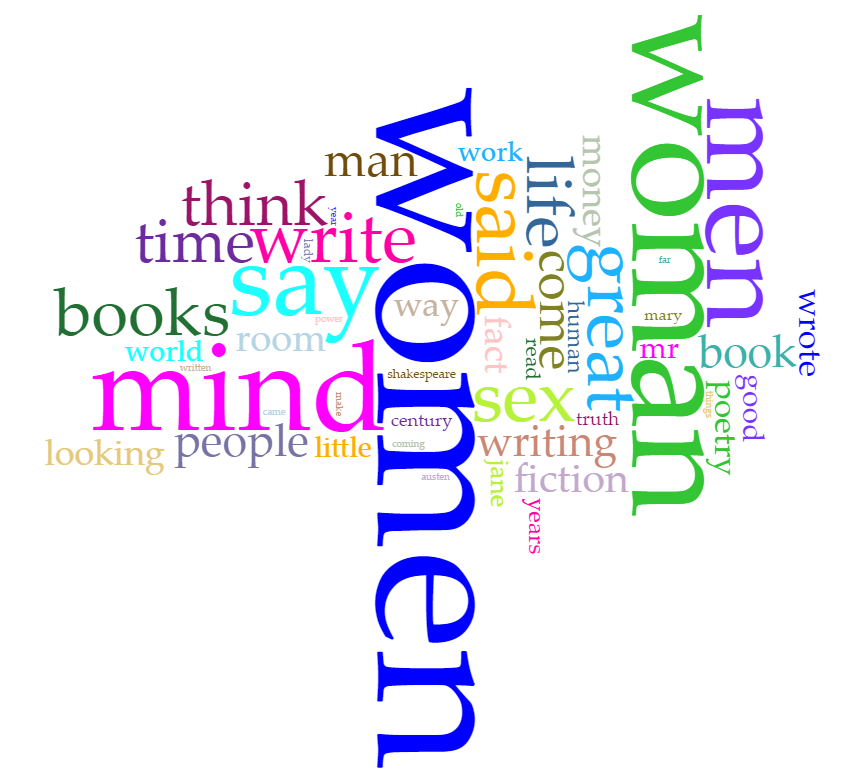 women
woman
men
mind
say
said
great
sex
write
think
books
time
life
come
man
work
money
way
room
world
people
looking
little
writing
fiction
book
poetry
good
wrote
mr
mary
far
human
fact
read
truth
century
shakespeare
coming
austen
jane
years
things
old
year
lady
power
written
came
make